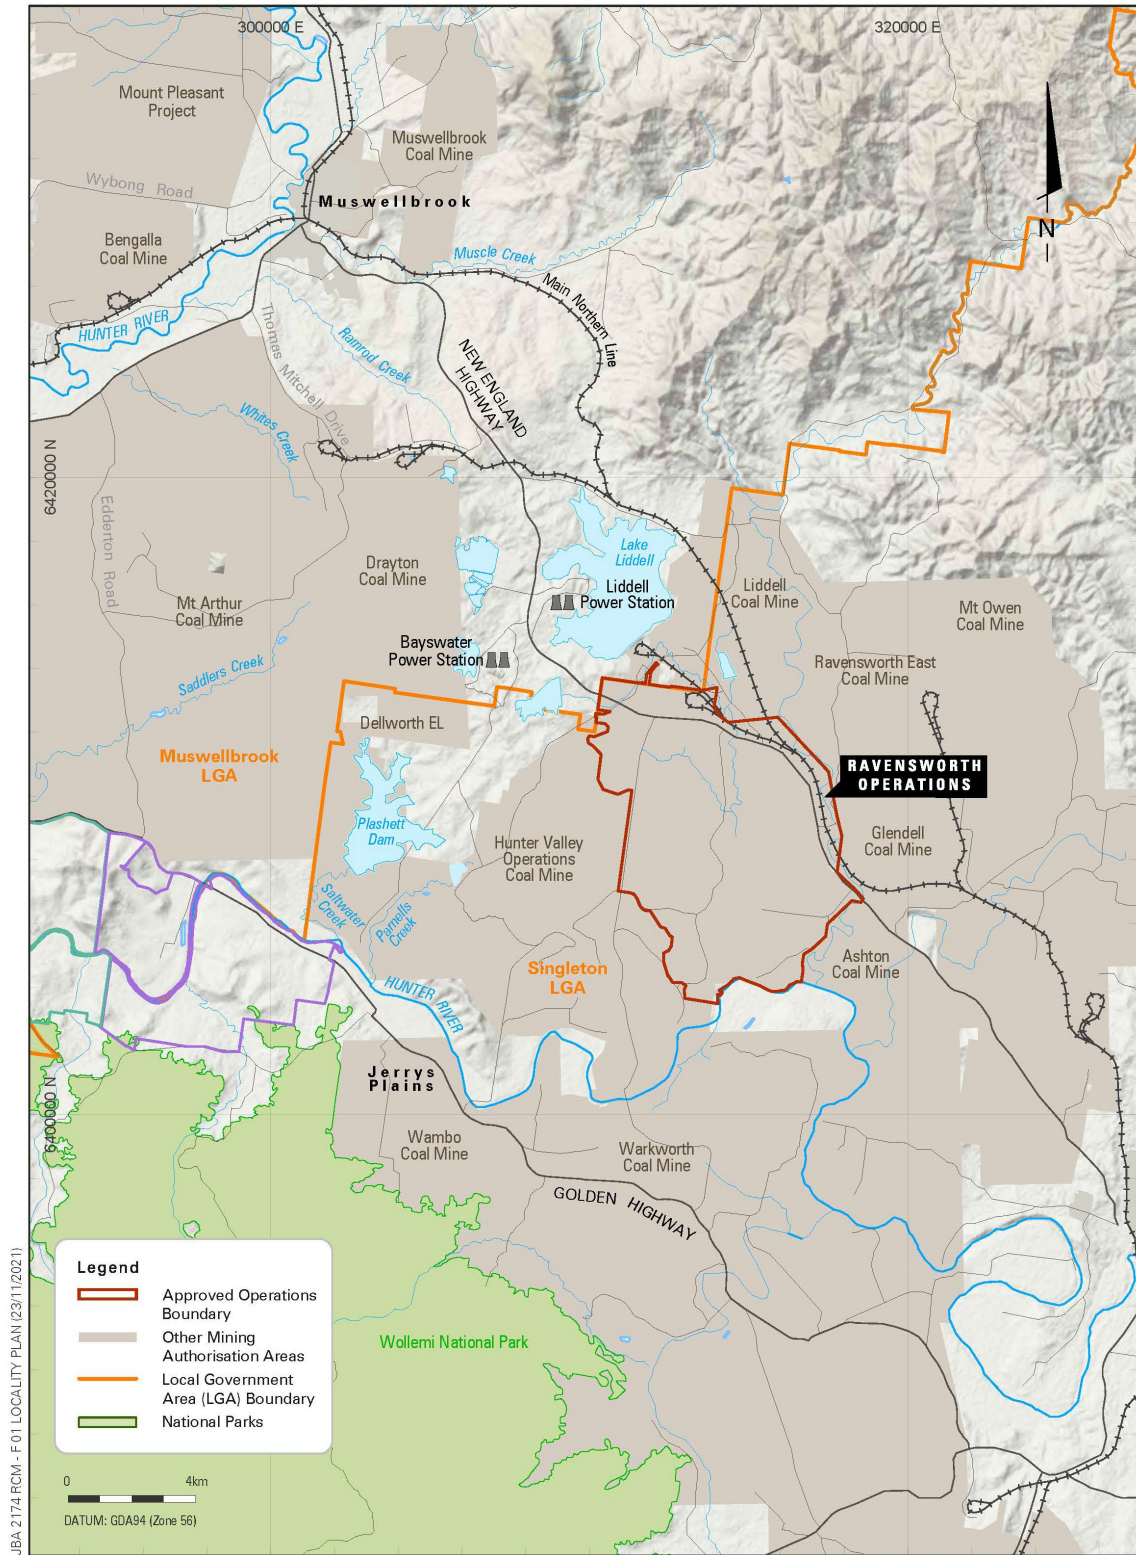 300000 E
320000 E
Mount Pleasant
Project
Muswellbrook
Coal Mine
Wybong Road
Muswellbrook
N
Bengalla
Coal Mine
Muscle Creek
Main Northern Line
HUNTER RIVER
Thomas Mitchell Drive
Ramrod Creek
NEW ENGLAND
HIGHWAY
Whites Creek
6420000 N
Edderton Road
Lake
Liddell
Drayton
Coal Mine
Liddell
Power Station
Liddell
Coal Mine
Mt Arthur
Coal Mine
Mt Owen
Coal Mine
Bayswater
Power Station
Saddlers Creek
Ravensworth East
Coal Mine
Dellworth EL
Muswellbrook
LGA
RAVENSWORTH
OPERATIONS
Plashett
Dam
Hunter Valley
Operations
Coal Mine
Glendell
Coal Mine
Saltwater
Creek
Parnells
Creek
Ashton
Coal Mine
Singleton
LGA
HUNTER RIVER
Jerrys
Plains
6400000 N
Wambo
Coal Mine
Warkworth
Coal Mine
GOLDEN HIGHWAY
Wollemi National Park
Legend
Approved Operations
Boundary
Other Mining
Authorisation Areas
Local Government
Area (LGA) Boundary
National Parks
0 4km
DATUM: GDA94 (Zone 56)
JBA 2174 RCM - F 01 LOCALITY PLAN (23/11/2021)